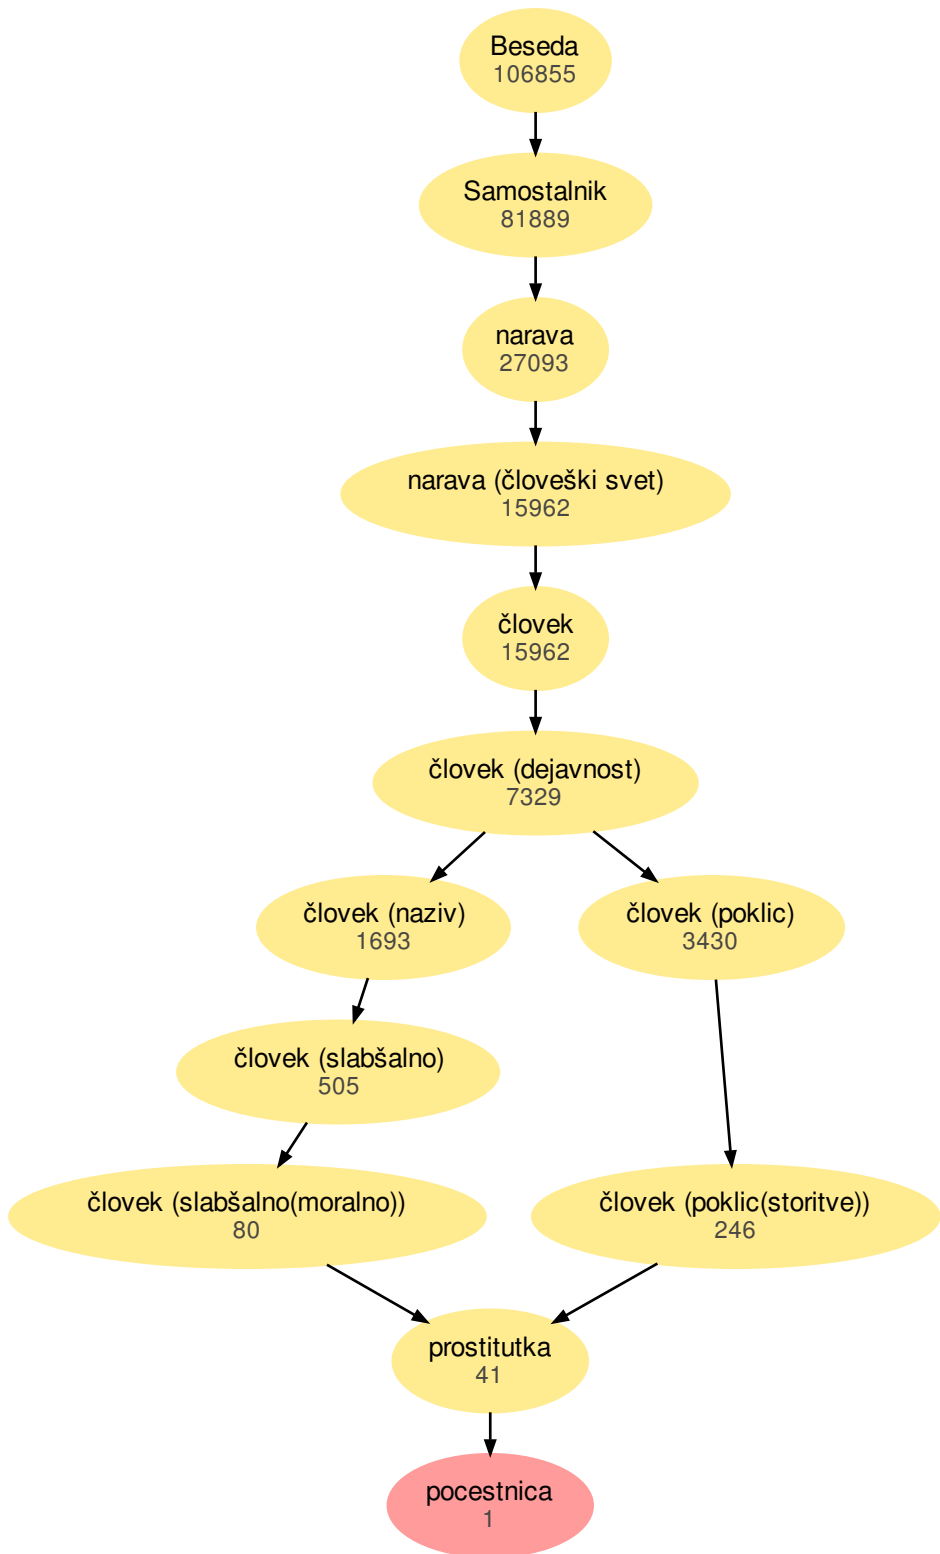 Beseda
106855
Samostalnik
81889
narava
27093
narava (človeški svet)
15962
človek
15962
človek (dejavnost)
7329
človek (naziv)
1693
človek (poklic)
3430
človek (slabšalno)
505
človek (slabšalno(moralno))
80
človek (poklic(storitve))
246
prostitutka
41
pocestnica
1